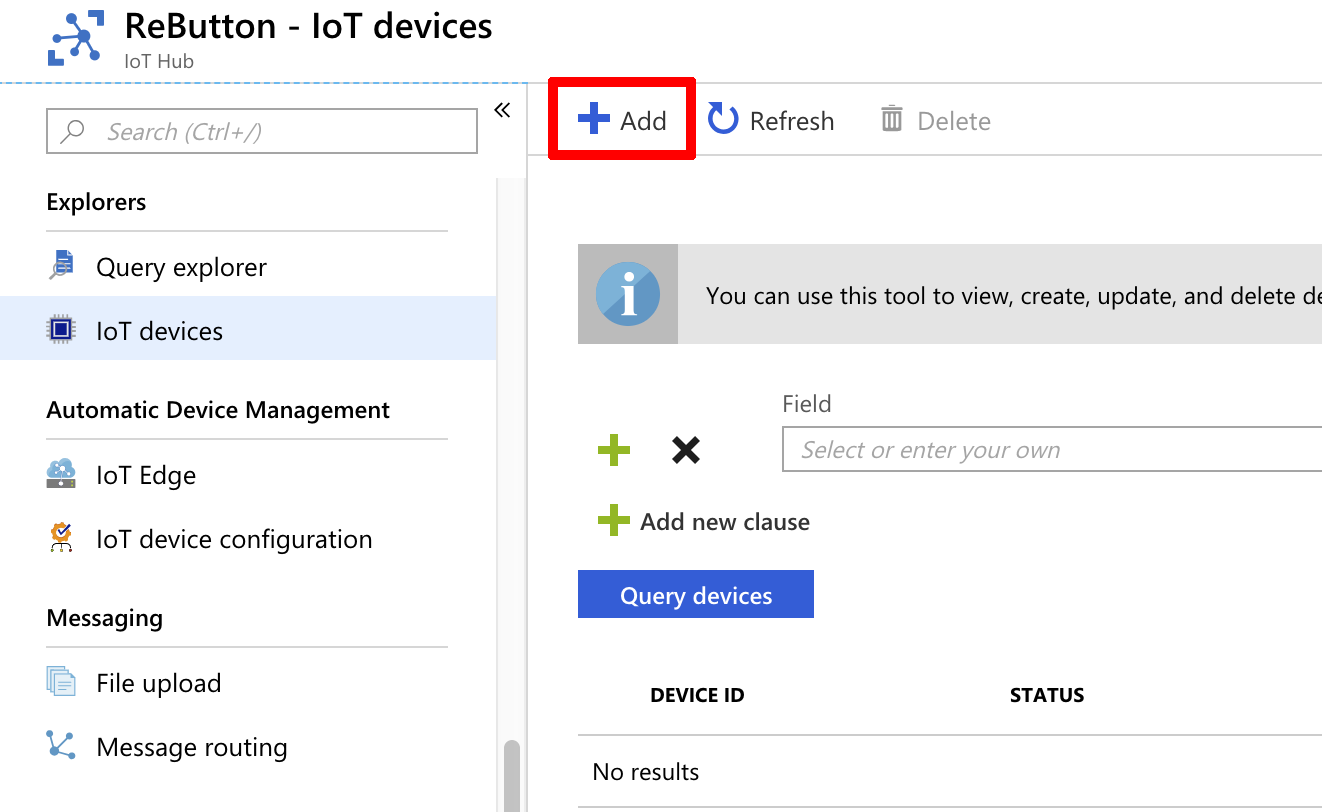 ReButton - IoT devices
IoT Hub
Search (Ctrl+/)
«
Explorers
Query explorer
IoT devices
Automatic Device Management
IoT Edge
IoT device configuration
Messaging
File upload
Message routing
Add
Refresh
Delete
You can use this tool to view, create, update, and delete de
Field
Select or enter your own
Add new clause
Query devices
DEVICE ID STATUS
No results